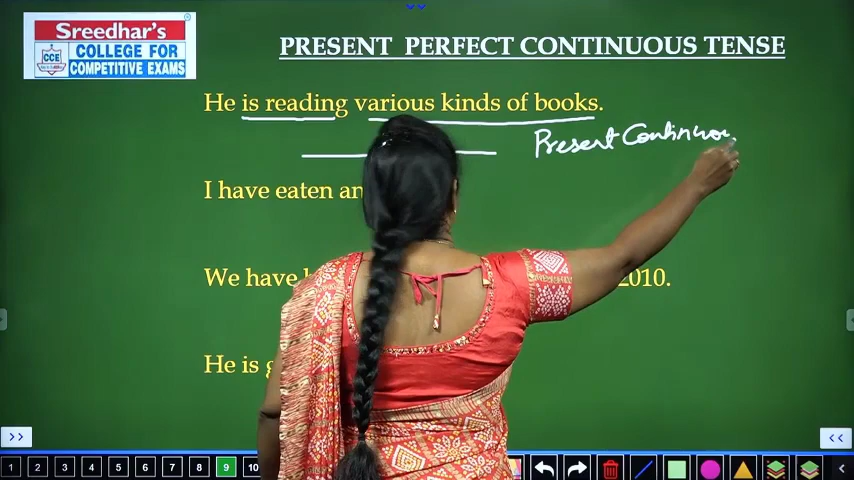 Sreedhar's
CCE
COLLEGE FOR
COMPETITIVE EXAMS
PRESENT PERFECT CONTINUOUS TENSE
He is reading various kinds of books.
Present Continuou
I have eaten an
We have 2010.
He is g
>>
<<
1 2 3 4 5 6 7 8 9 10